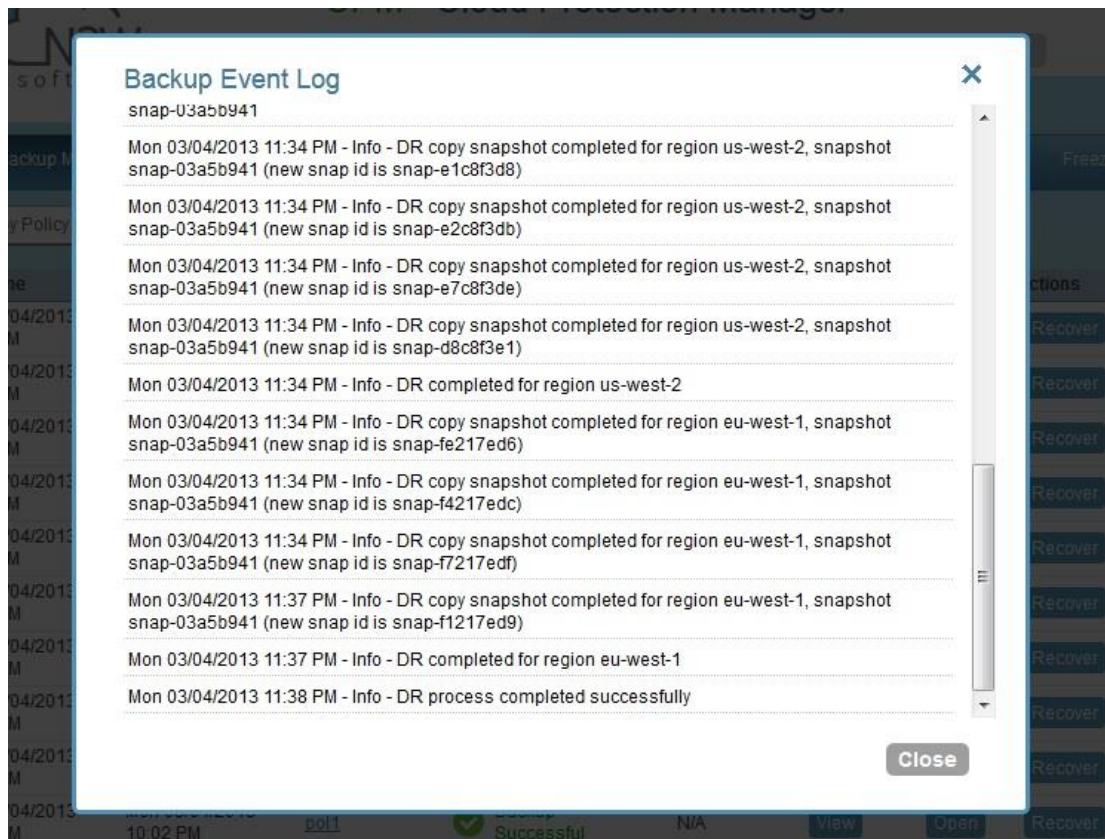 Backup Event Log
snap-03a5b941
Mon 03/04/2013 11:34 PM - Info - DR copy snapshot completed for region us-west-2, snapshot
snap-03a5b941 (new snap id is snap-e1c8f3d8)
Mon 03/04/2013 11:34 PM - Info - DR copy snapshot completed for region us-west-2, snapshot
snap-03a5b941 (new snap id is snap-e2c8f3db)
Mon 03/04/2013 11:34 PM - Info - DR copy snapshot completed for region us-west-2, snapshot
snap-03a5b941 (new snap id is snap-e7c8f3de)
Mon 03/04/2013 11:34 PM - Info - DR copy snapshot completed for region us-west-2, snapshot
snap-03a5b941 (new snap id is snap-d8c8f3e1)
Mon 03/04/2013 11:34 PM - Info - DR completed for region us-west-2
Mon 03/04/2013 11:34 PM - Info - DR copy snapshot completed for region eu-west-1, snapshot
snap-03a5b941 (new snap id is snap-fe217ed6)
Mon 03/04/2013 11:34 PM - Info - DR copy snapshot completed for region eu-west-1, snapshot
snap-03a5b941 (new snap id is snap-f4217edc)
Mon 03/04/2013 11:34 PM - Info - DR copy snapshot completed for region eu-west-1, snapshot
snap-03a5b941 (new snap id is snap-f7217edf)
Mon 03/04/2013 11:37 PM - Info - DR copy snapshot completed for region eu-west-1, snapshot
snap-03a5b941 (new snap id is snap-f1217ed9)
Mon 03/04/2013 11:37 PM - Info - DR completed for region eu-west-1
Mon 03/04/2013 11:38 PM - Info - DR process completed successfully
Close
Recover
Recover
Recover
Recover
Recover
Recover
Recover
Recover
Recover
10:02 PM pol1 Successful N/A View Open Recover